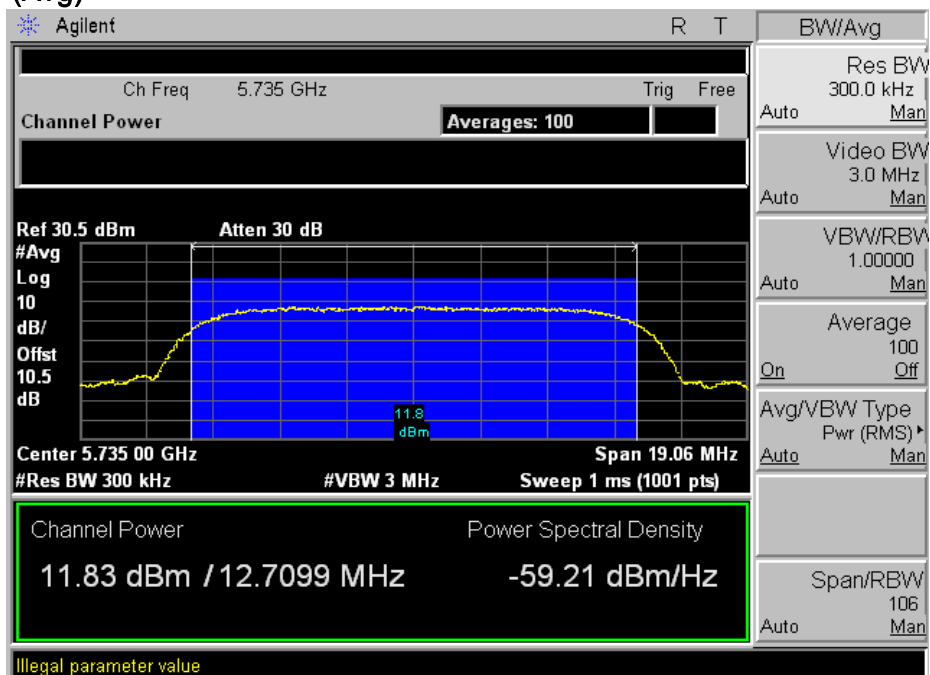 (Avg)
Agilent R T
BW/Avg
Ch Freq 5.735 GHz Trig Free
Channel Power Averages: 100
Ref 30.5 dBm Atten 30 dB
#Avg
Log
10
dB/
Offst
10.5
dB
11.8
dBm
Center 5.735 00 GHz Span 19.06 MHz
#Res BW 300 kHz #VBW 3 MHz Sweep 1 ms (1001 pts)
Channel Power Power Spectral Density
11.83 dBm / 12.7099 MHz -59.21 dBm/Hz
Illegal parameter value
Res BW
300.0 kHz
Auto Man
Video BW
3.0 MHz
Auto Man
VBW/RBW
1.00000
Auto Man
Average
100
On Off
Avg/VBW Type
Pwr (RMS)
Auto Man
Span/RBW
106
Auto Man